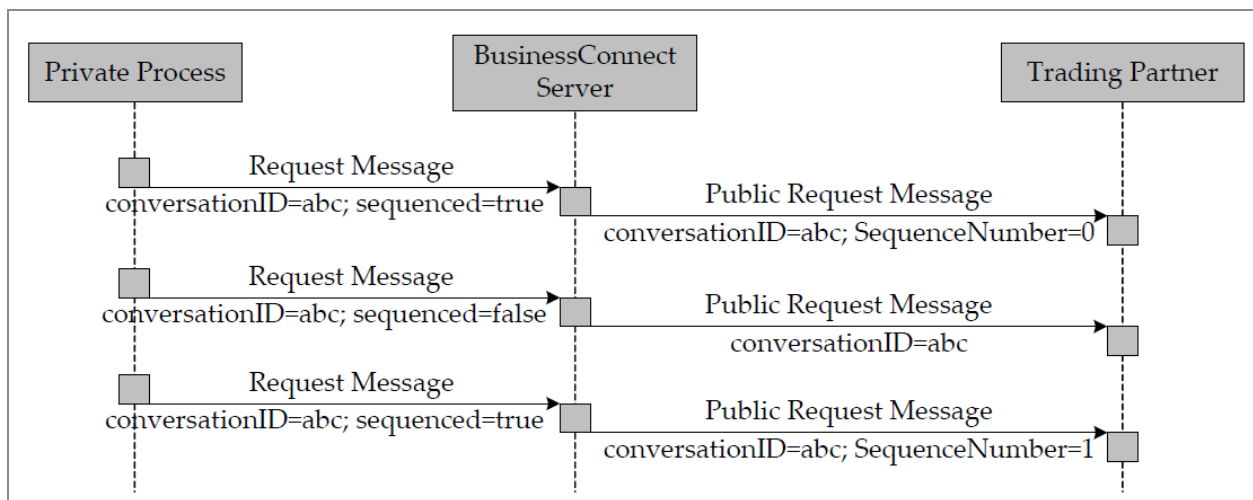 Private Process
BusinessConnect
Server
Trading Partner
Request Message
conversationID=abc; sequenced=true
Public Request Message
conversationID=abc; SequenceNumber=0
Request Message
conversationID=abc; sequenced=false
Public Request Message
conversationID=abc
Request Message
conversationID=abc; sequenced=true
Public Request Message
conversationID=abc; SequenceNumber=1